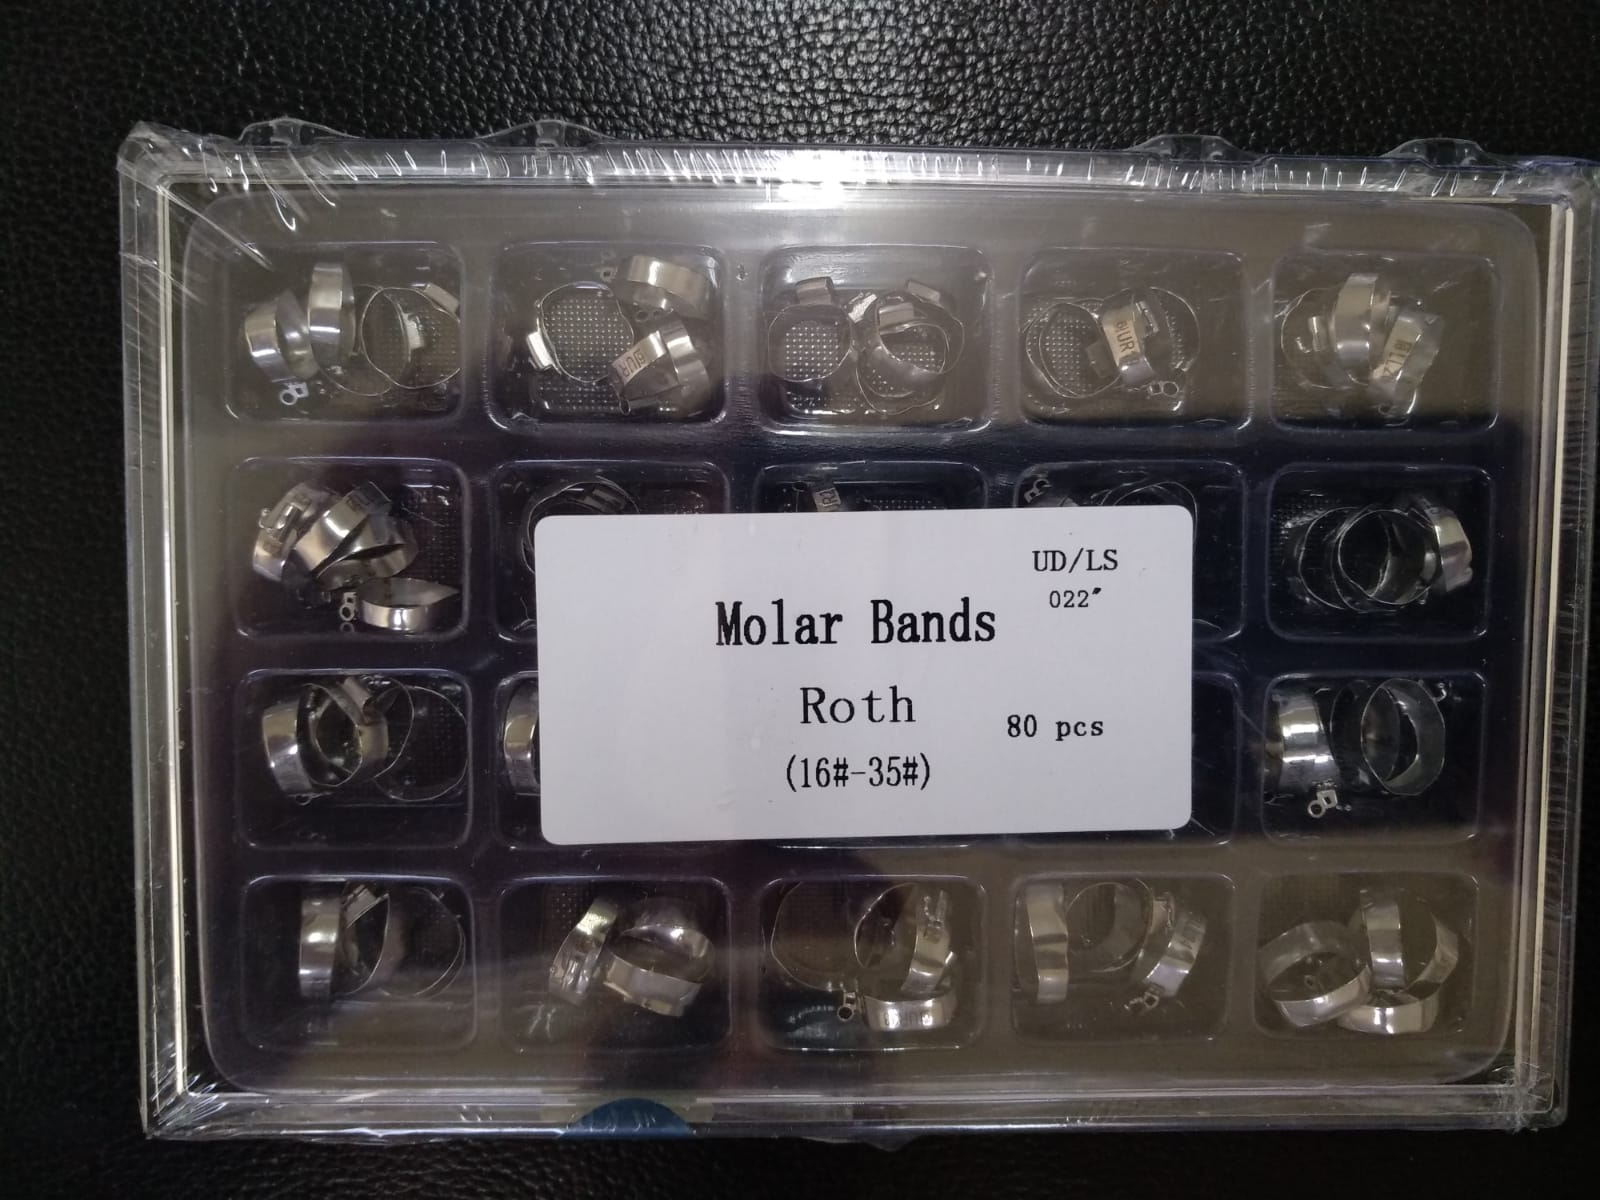 UD/LS
022″
Molar Bands
Roth
80 pcs
(16#-35#)